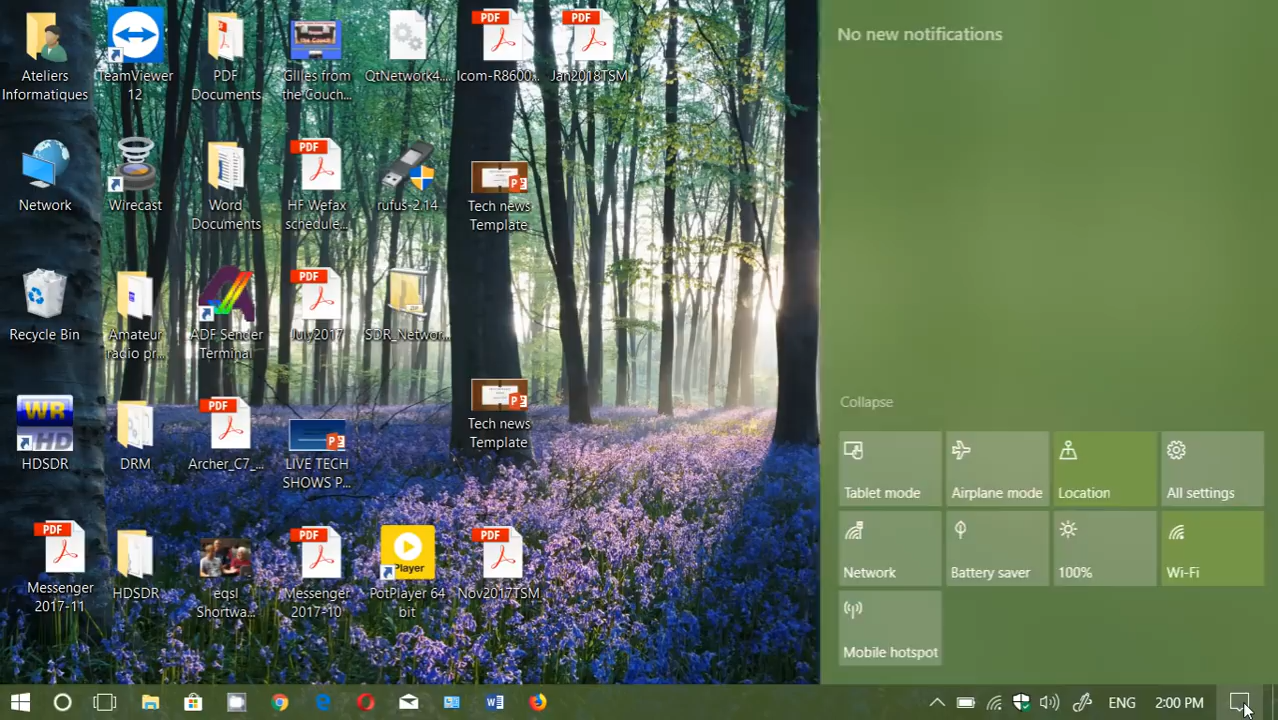 No new notifications
Ateliers
Informatiques
TeamViewer
12
PDF
Documents
GIlles from
the Couch...
QtNetwork4....
PDF
Icom-R8600...
PDF
Jan2018TSM
Network
Wirecast
Word
Documents
PDF
HF Wefax
schedule...
rufus-2.14
Tech news
Template
Recycle Bin
Amateur
radio pr...
ADF Sender
Terminal
PDF
July2017
SDR_Networ...
Tech news
Template
WR
HD
HDSDR
DRM
PDF
Archer_C7_...
LIVE TECH
SHOWS P...
PDF
Messenger
2017-11
HDSDR
eqsl
Shortwa...
PDF
Messenger
2017-10
Player
PotPlayer 64
bit
PDF
Nov2017TSM
Collapse
Tablet mode
Airplane mode
Location
All settings
Network
Battery saver
100%
Wi-Fi
Mobile hotspot
ENG
2:00 PM